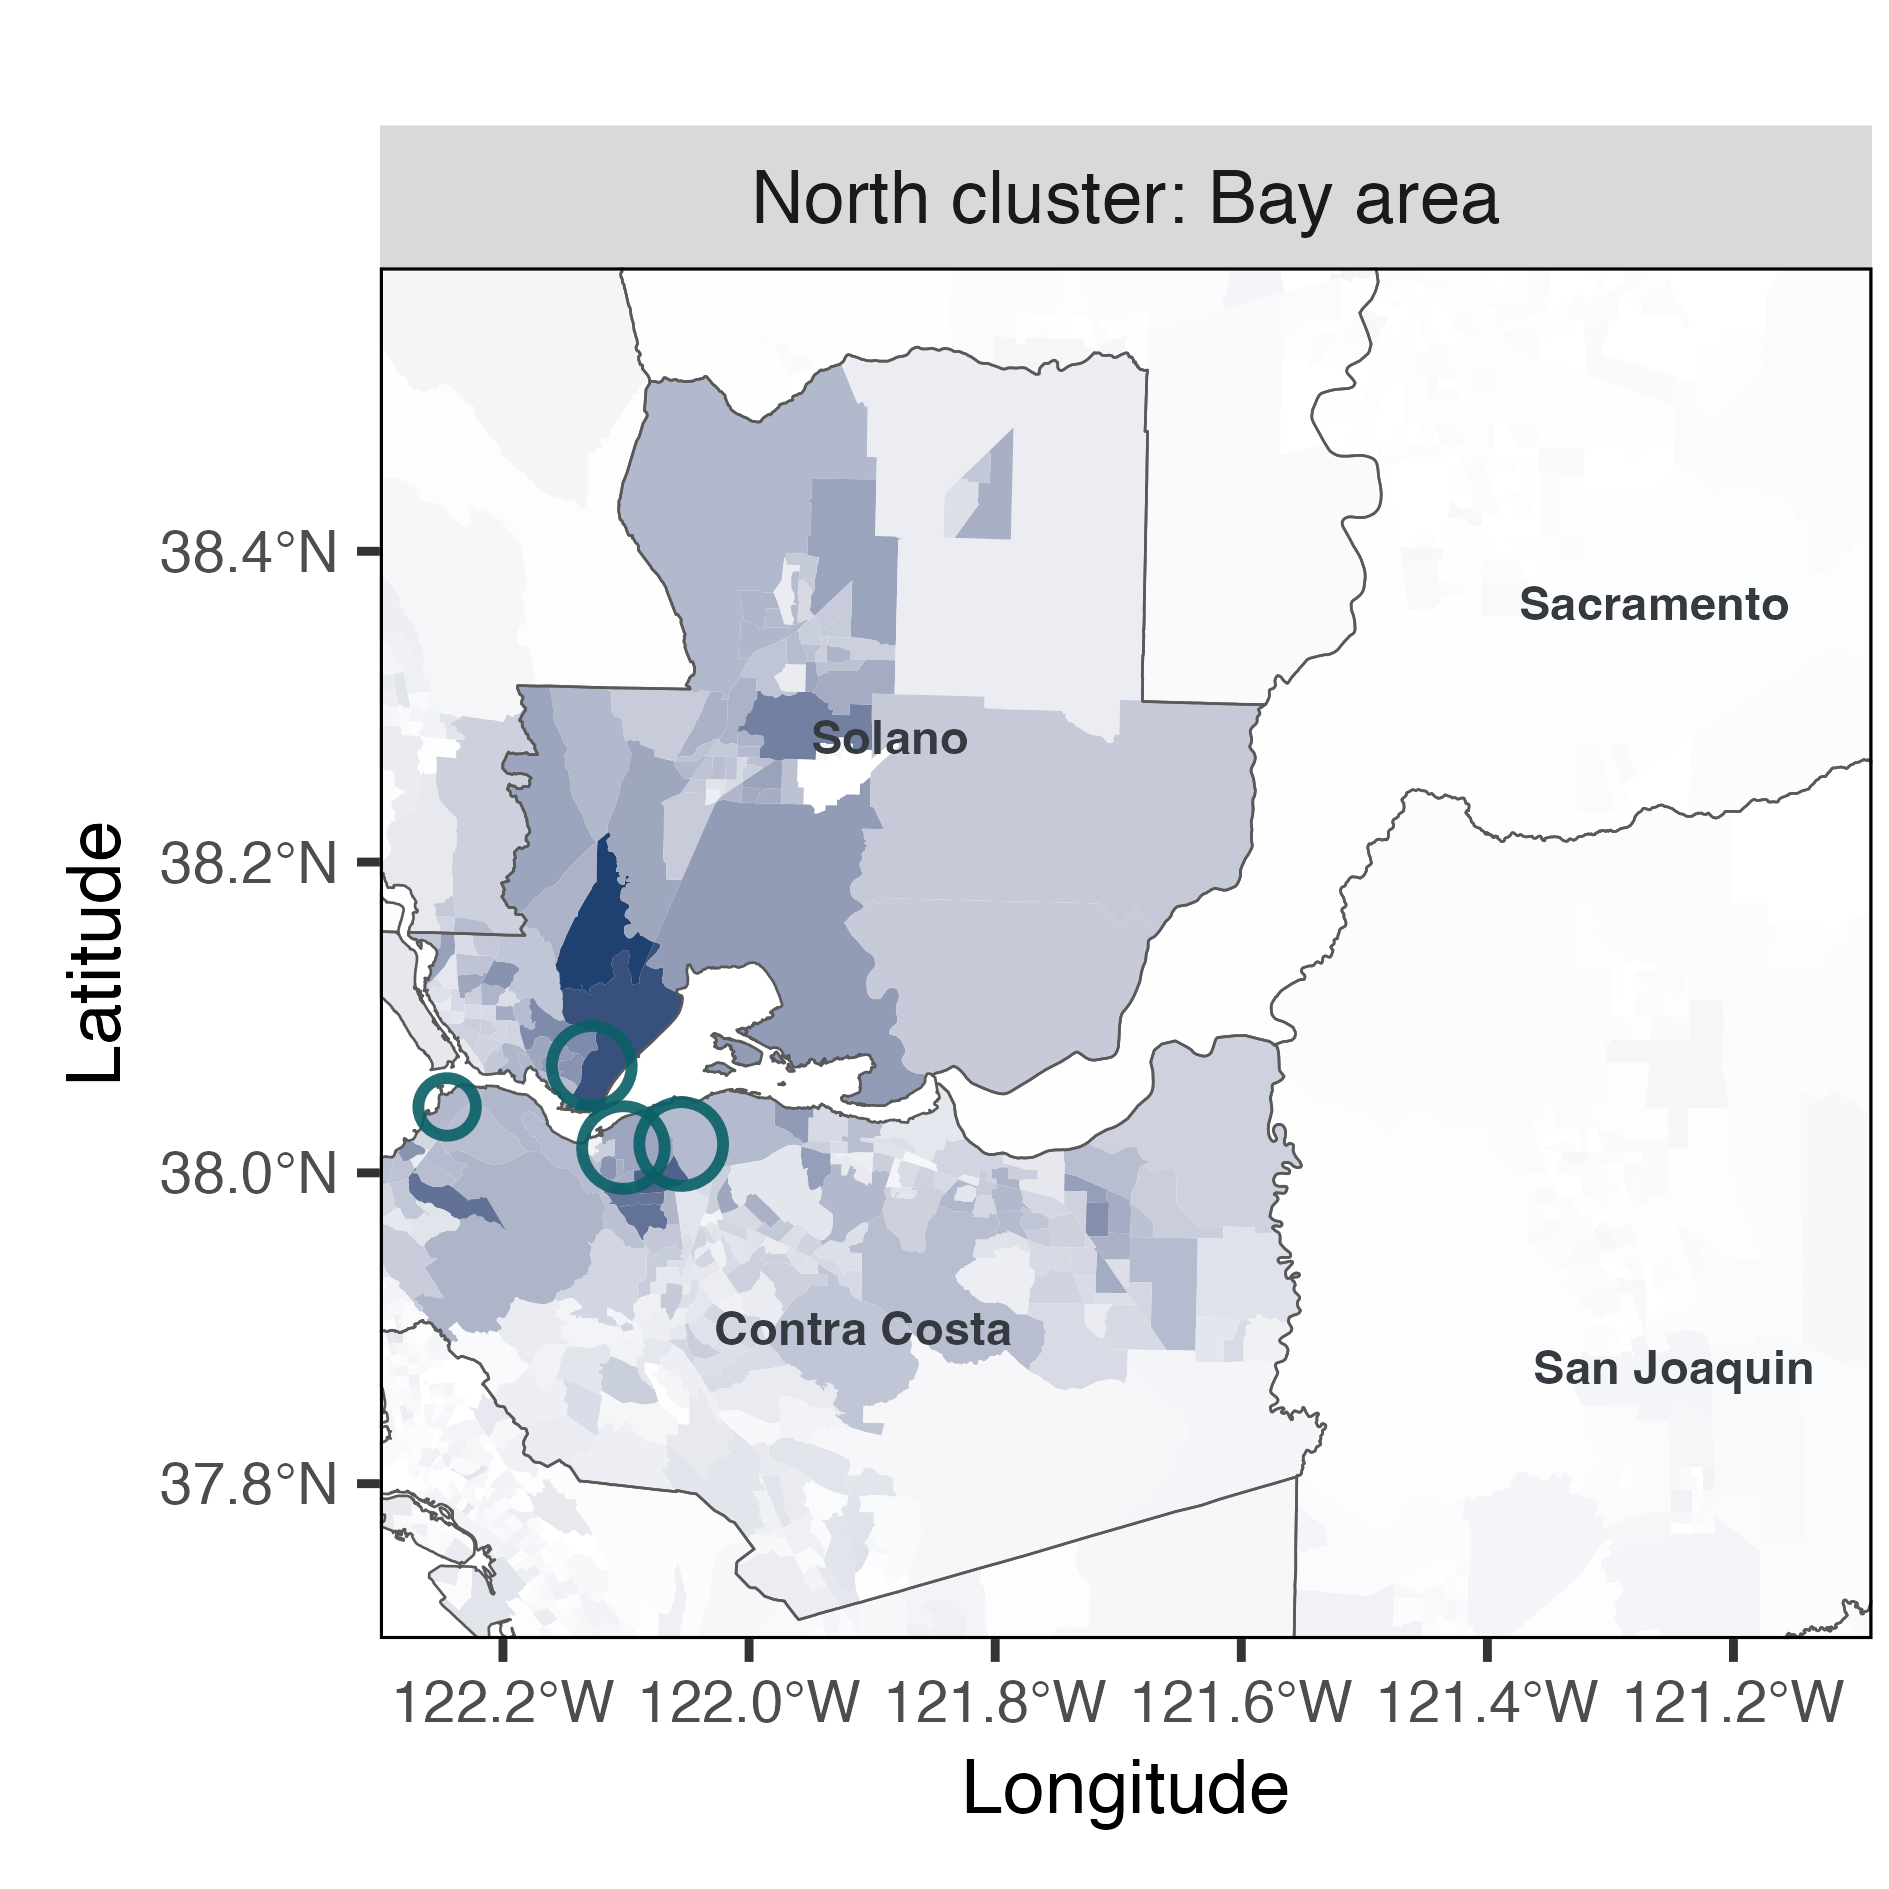 North cluster: Bay area
38.4°N
38.2°N
38.0°N
37.8°N
Latitude
Sacramento
Solano
Contra Costa
San Joaquin
122.2°W 122.0°W 121.8°W 121.6°W 121.4°W 121.2°W
Longitude